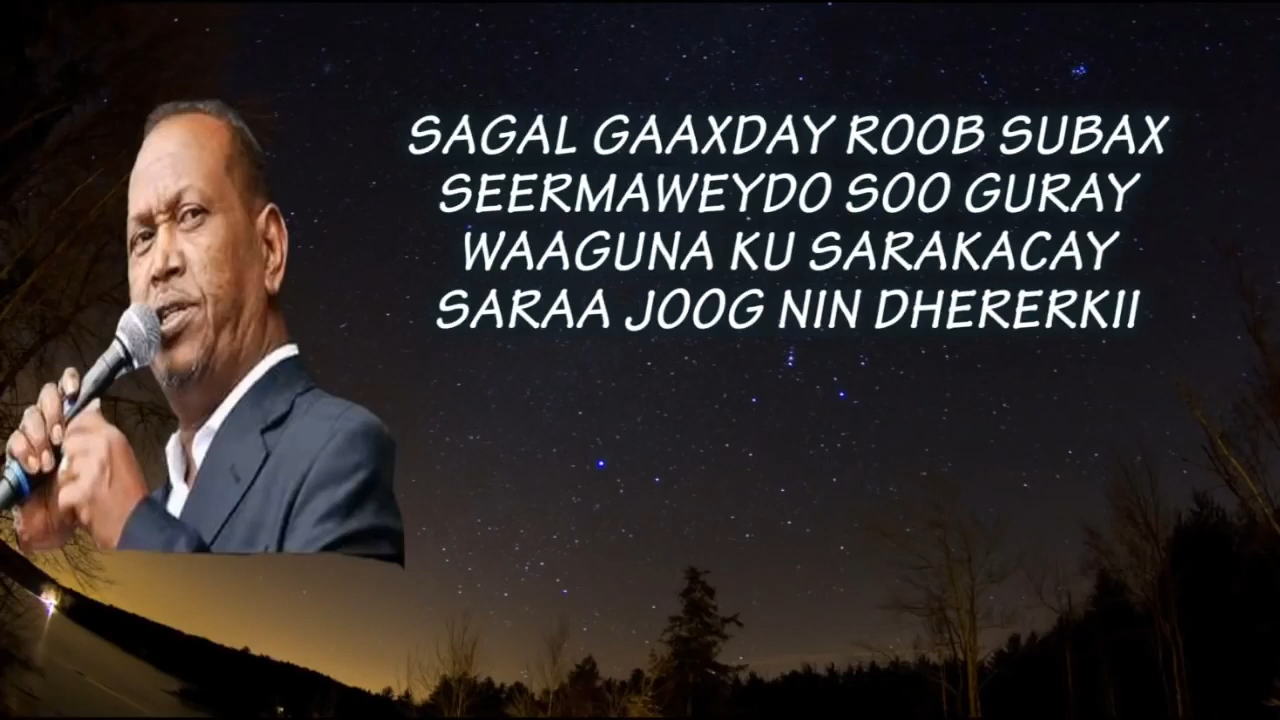 SAGAL GAAXDAY ROOB SUBAX
SEERMAWEYDO SOO GURAY
WAAGUNA KU SARAKACAY
SARAA JOOG NIN DHERERKII